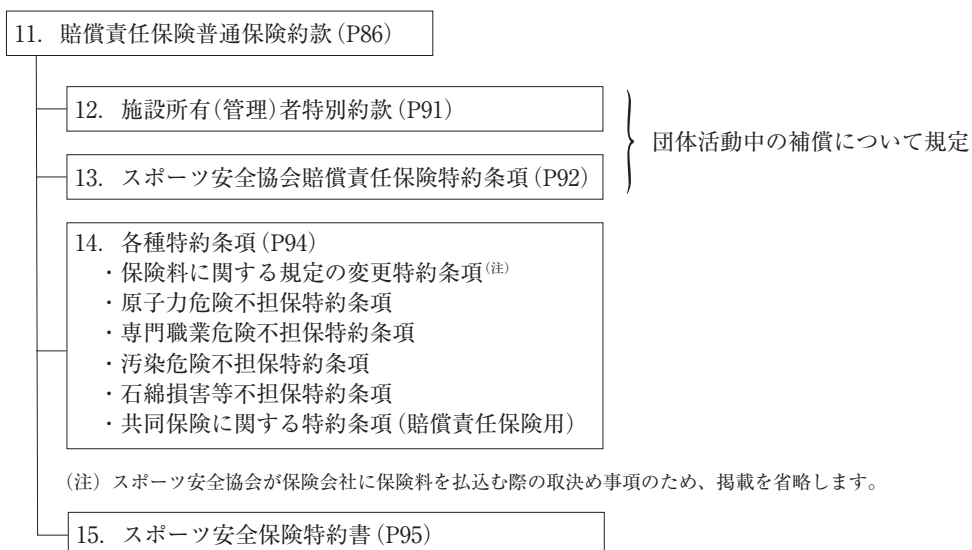 11. 賠償責任保険普通保険約款(P86)
12. 施設所有(管理)者特別約款(P91)
団体活動中の補償について規定
13. スポーツ安全協会賠償責任保険特約条項(P92)
14. 各種特約条項(P94)
・保険料に関する規定の変更特約条項(注)
・原子力危険不担保特約条項
・専門職業危険不担保特約条項
・汚染危険不担保特約条項
・石綿損害等不担保特約条項
・共同保険に関する特約条項(賠償責任保険用)
(注) スポーツ安全協会が保険会社に保険料を払込む際の取決め事項のため、掲載を省略します。
15. スポーツ安全保険特約書(P95)